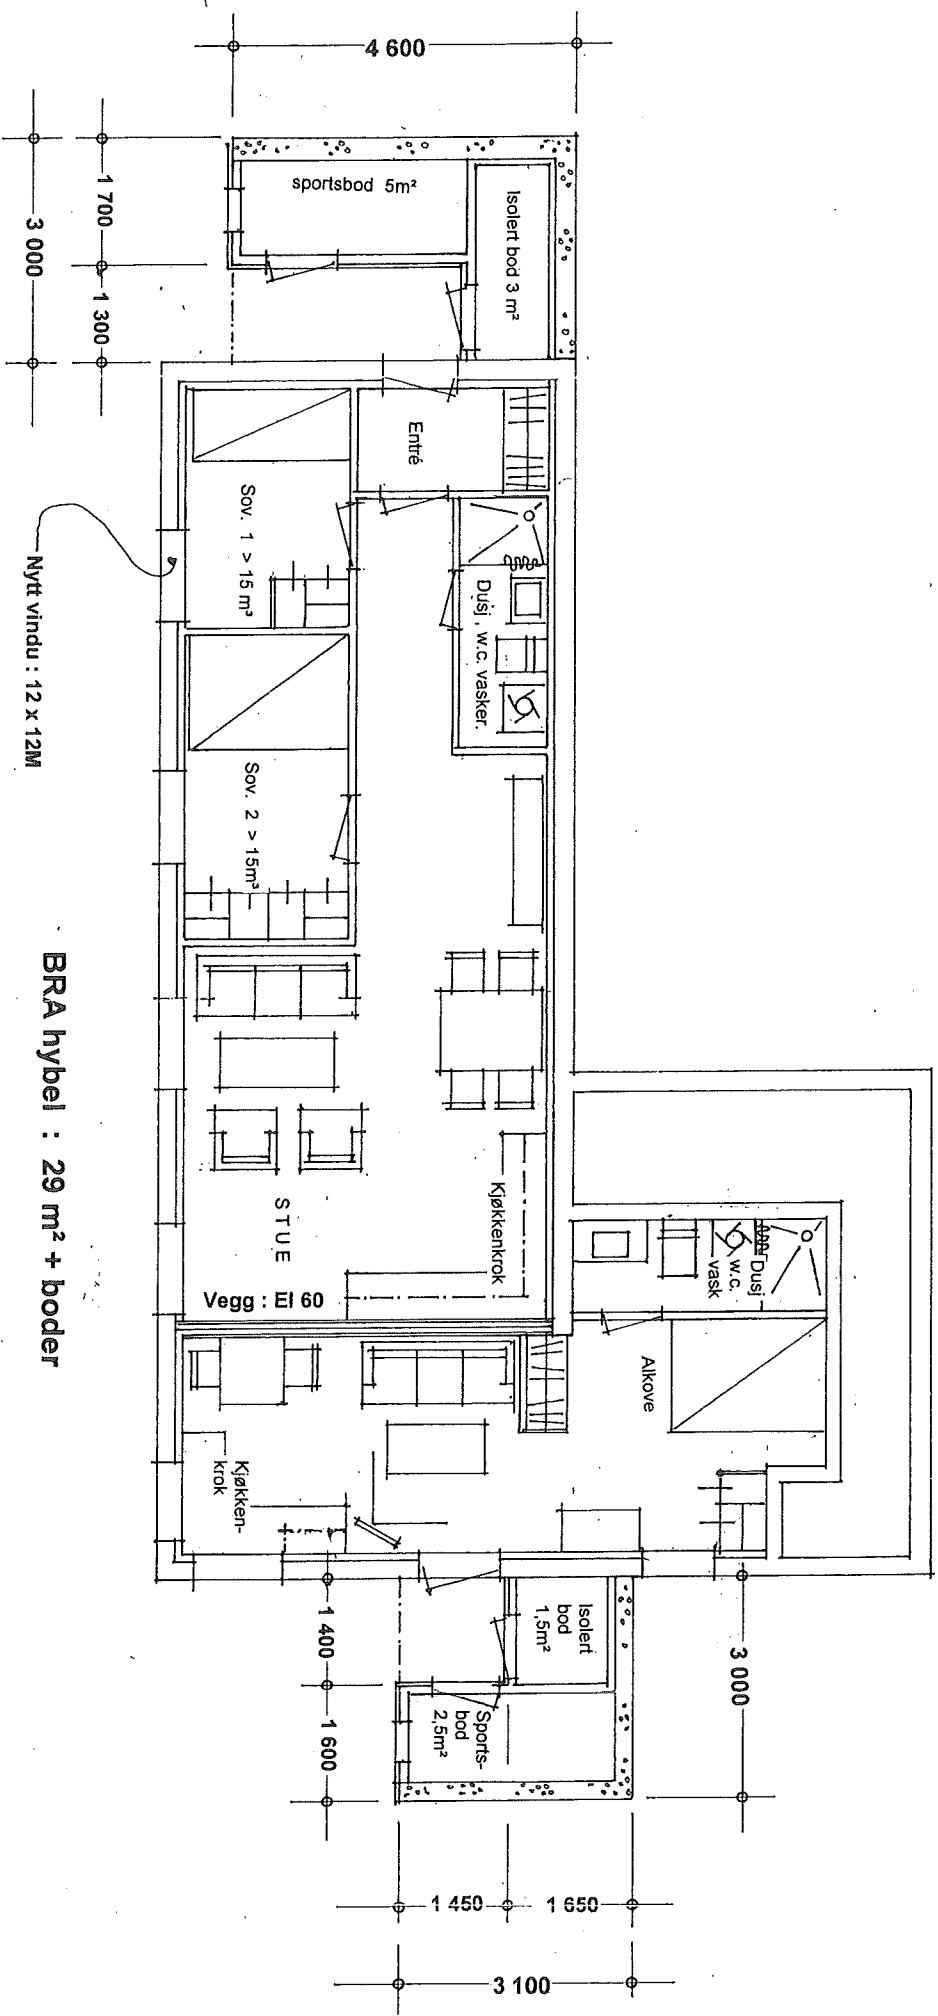 4 600
1 700
1 300
3 000
sportsbod 5m²
Isolert bod 3 m²
Entré
Sov. 1 > 15 m³
Dusj , w.c. vasker.
Sov. 2 > 15m³
Nytt vindu : 12 x 12M
Kjøkkenkrok
STUE
Vegg : EI 60
BRA hybel : 29 m² + boder
Dusj
w.c.
vask
Alkove
Kjøkken-
krok
Isolert
bod
1,5m²
Sports-
bod
2,5m²
1 400
1 600
3 000
1 450
1 650
3 100